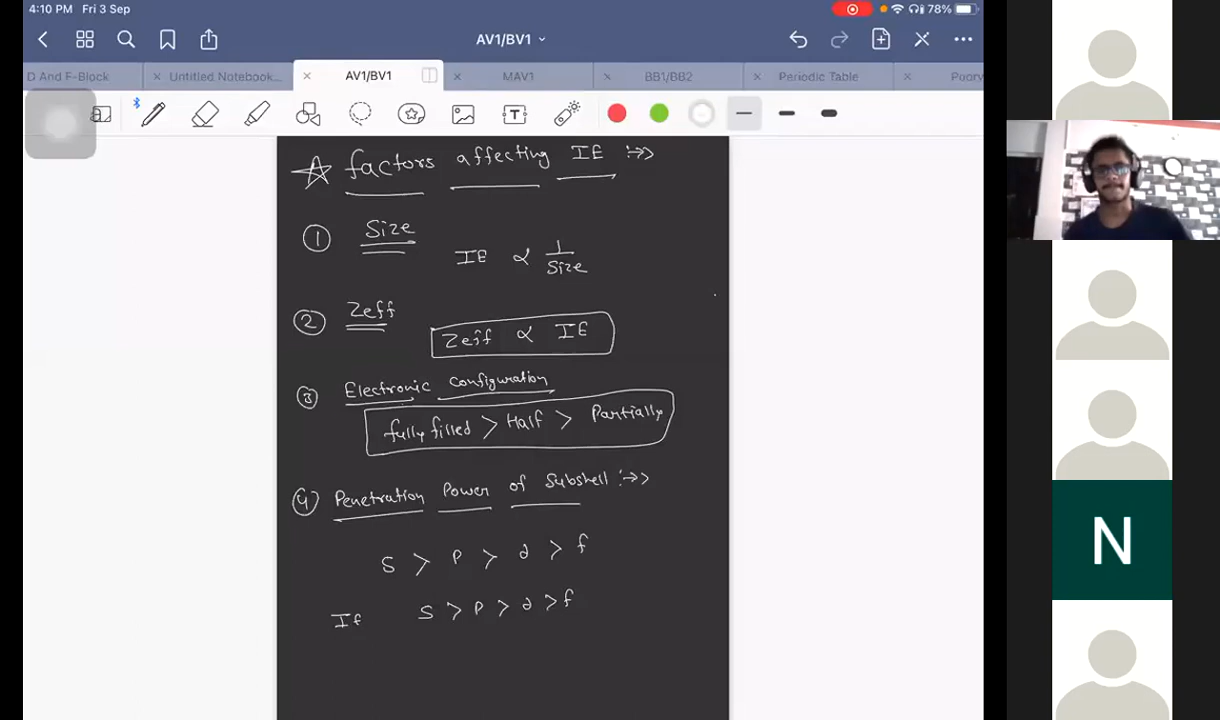 4:10 PM Fri 3 Sep
78%
AV1/BV1
D And F-Block
Untitled Notebook...
AV1/BV1
MAV1
BB1/BB2
Periodic Table
Poorv
T
factors affecting IE :→>
① Size
IE ∝ 1/Size
② Zeff
Zeff ∝ IE
③ Electronic configuration
fully filled > Half > Partially
④ Penetration Power of Subshell :→>
S > P > d > f
IE S > P > d > f
N